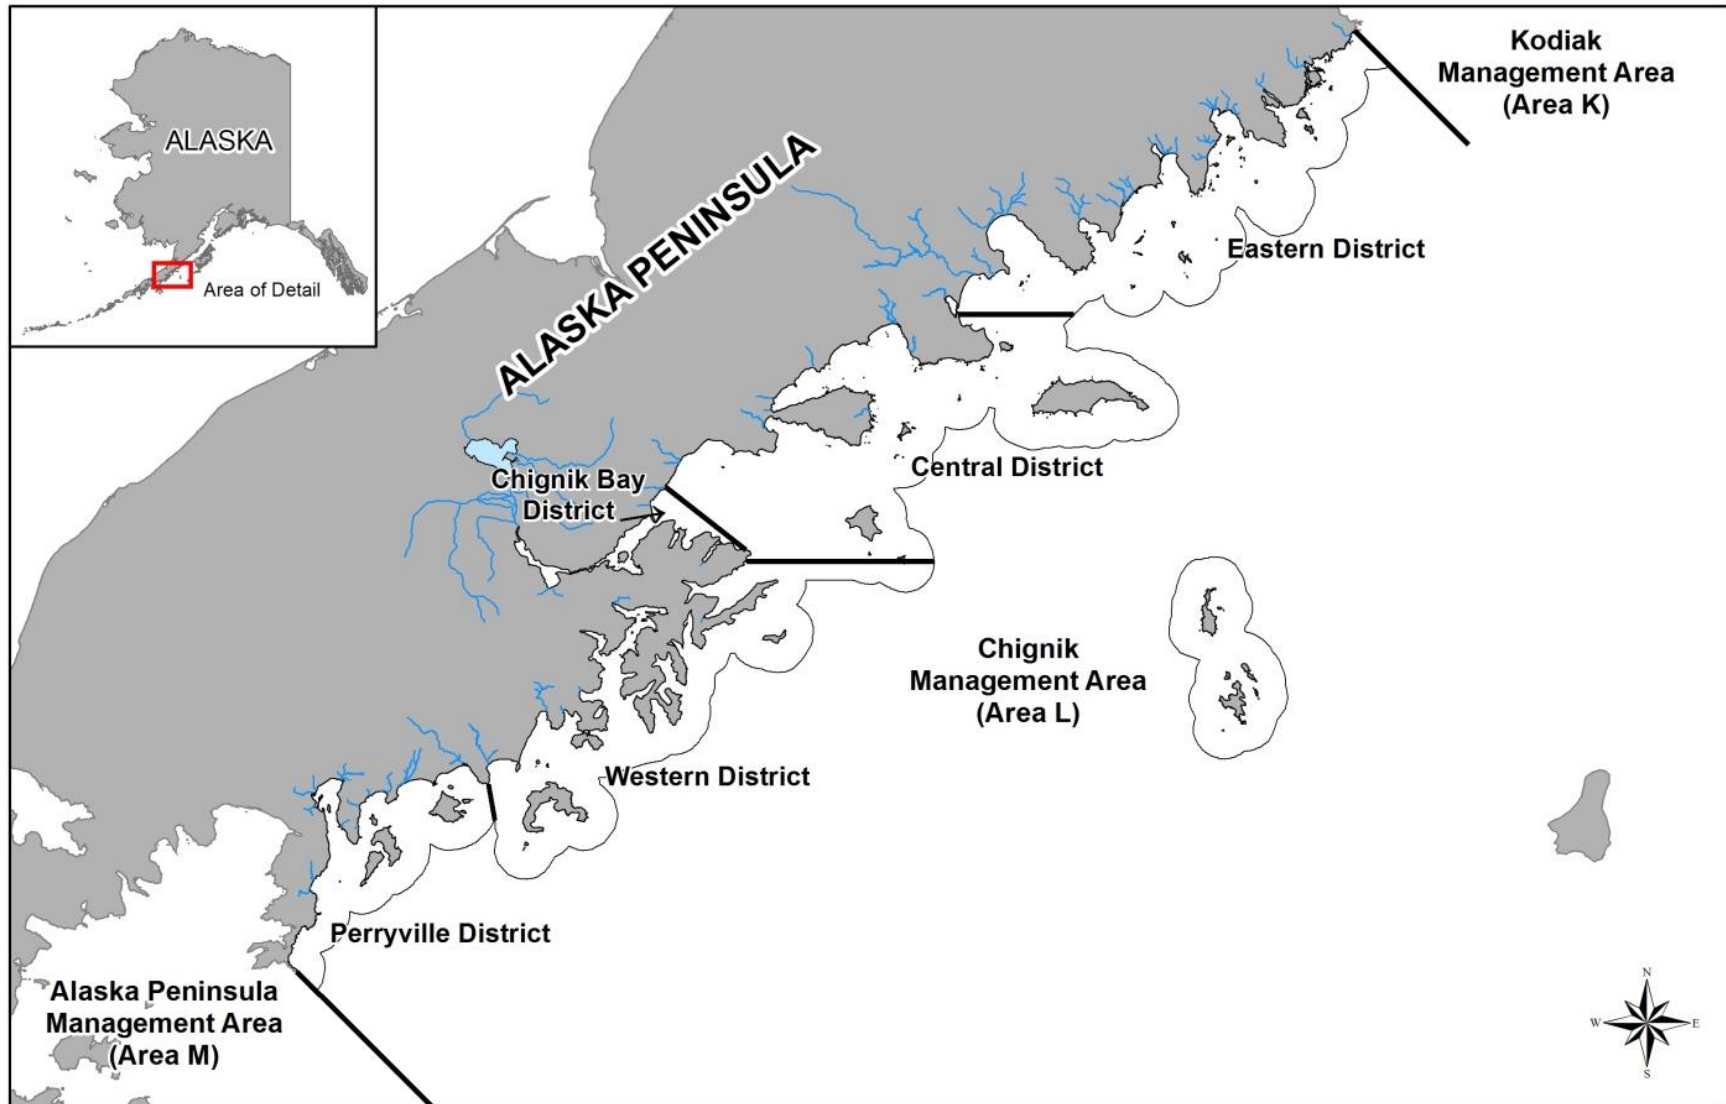 ALASKA
Area of Detail
ALASKA PENINSULA
Kodiak
Management Area
(Area K)
Eastern District
Central District
Chignik Bay
District
Chignik
Management Area
(Area L)
Western District
Perryville District
Alaska Peninsula
Management Area
(Area M)
N
W
E
S